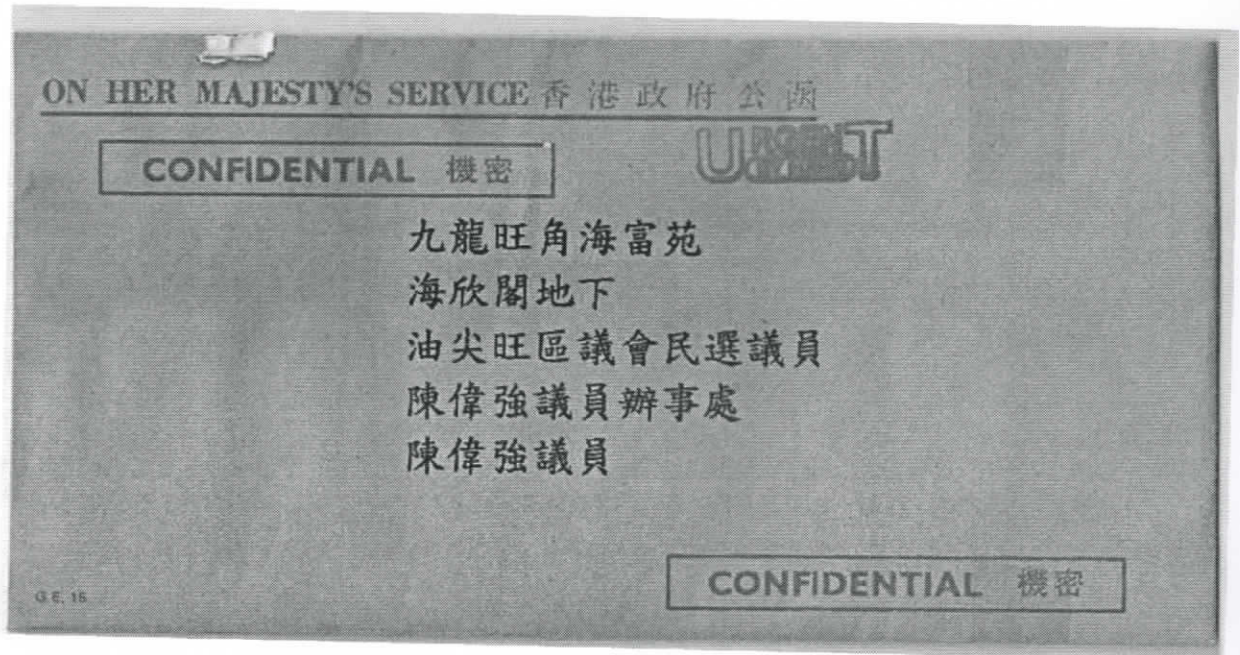 ON HER MAJESTY'S SERVICE 香港政府公函
CONFIDENTIAL 機密
URGENT
九龍旺角海富苑
海欣閣地下
油尖旺區議會民選議員
陳偉強議員辦事處
陳偉強議員
CONFIDENTIAL 機密
G.E. 15